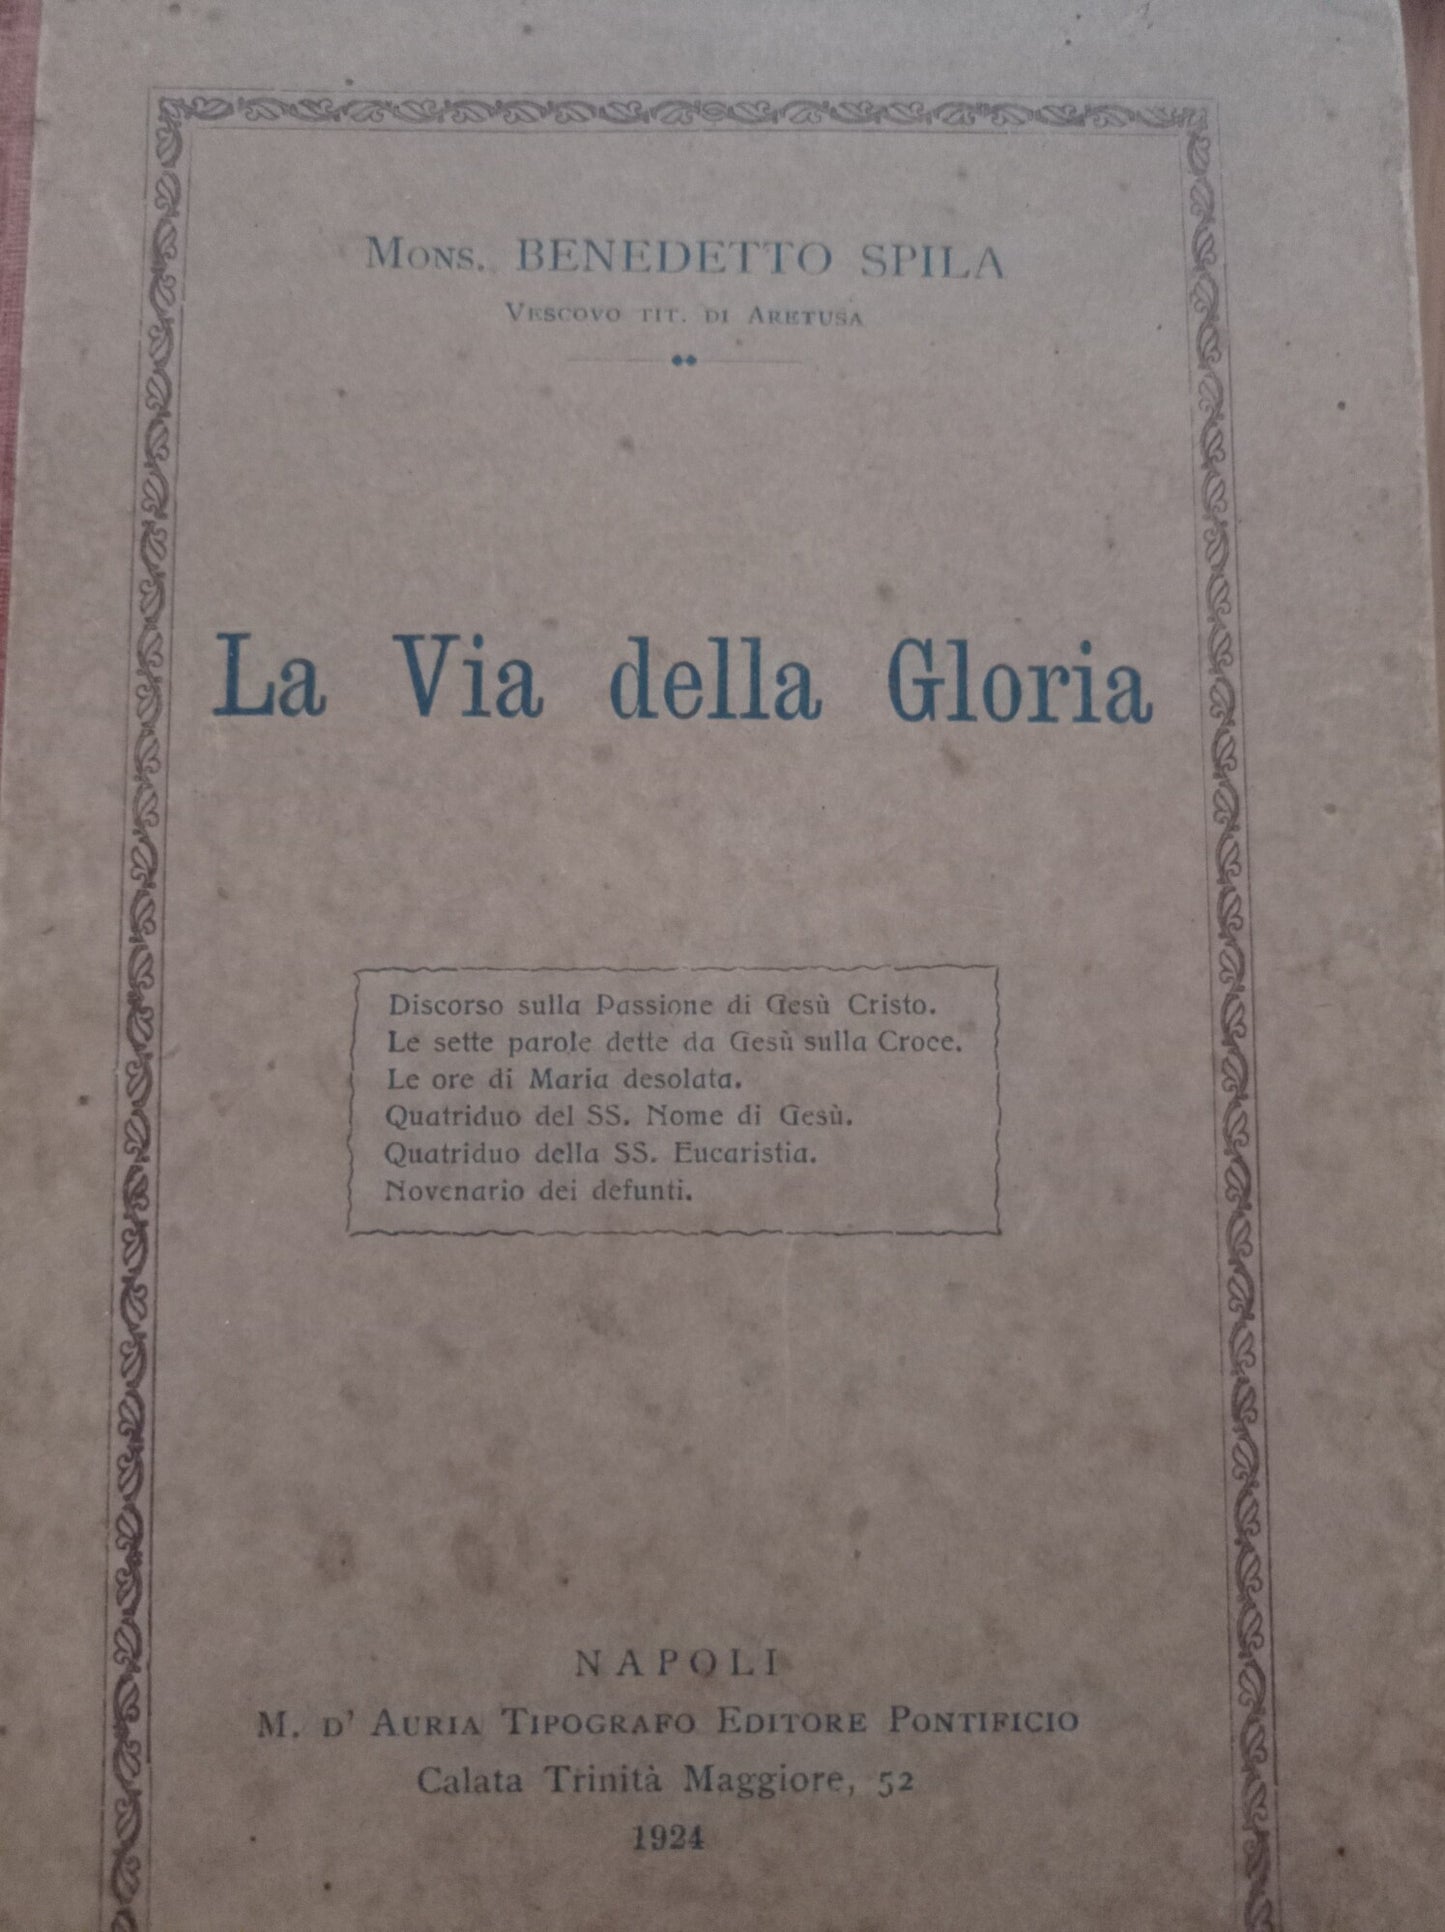 Mons. BENEDETTO SPILA
Vescovo tit. di Aretusa
La Via della Gloria
Discorso sulla Passione di Gesù Cristo.
Le sette parole dette da Gesù sulla Croce.
Le ore di Maria desolata.
Quatriduo del SS. Nome di Gesù.
Quatriduo della SS. Eucaristia.
Novenario dei defunti.
NAPOLI
M. d' Auria Tipografo Editore Pontificio
Calata Trinità Maggiore, 52
1924